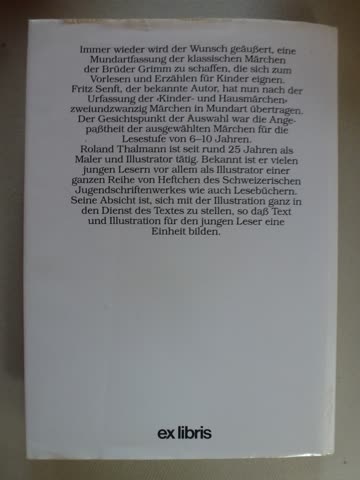 Immer wieder wird der Wunsch geäußert, eine
Mundartfassung der klassischen Märchen
der Brüder Grimm zu schaffen, die sich zum
Vorlesen und Erzählen für Kinder eignen.
Fritz Senft, der bekannte Autor, hat nun nach der
Urfassung der ‹Kinder- und Hausmärchen›
zweiundzwanzig Märchen in Mundart übertragen.
Der Gesichtspunkt der Auswahl war die Ange-
paßtheit der ausgewählten Märchen für die
Lesestufe von 6–10 Jahren.
Roland Thalmann ist seit rund 25 Jahren als
Maler und Illustrator tätig. Bekannt ist er vielen
jungen Lesern vor allem als Illustrator einer
ganzen Reihe von Heftchen des Schweizerischen
Jugendschriftenwerkes wie auch Lesebüchern.
Seine Absicht ist, sich mit der Illustration ganz in
den Dienst des Textes zu stellen, so daß Text
und Illustration für den jungen Leser eine
Einheit bilden.
ex libris